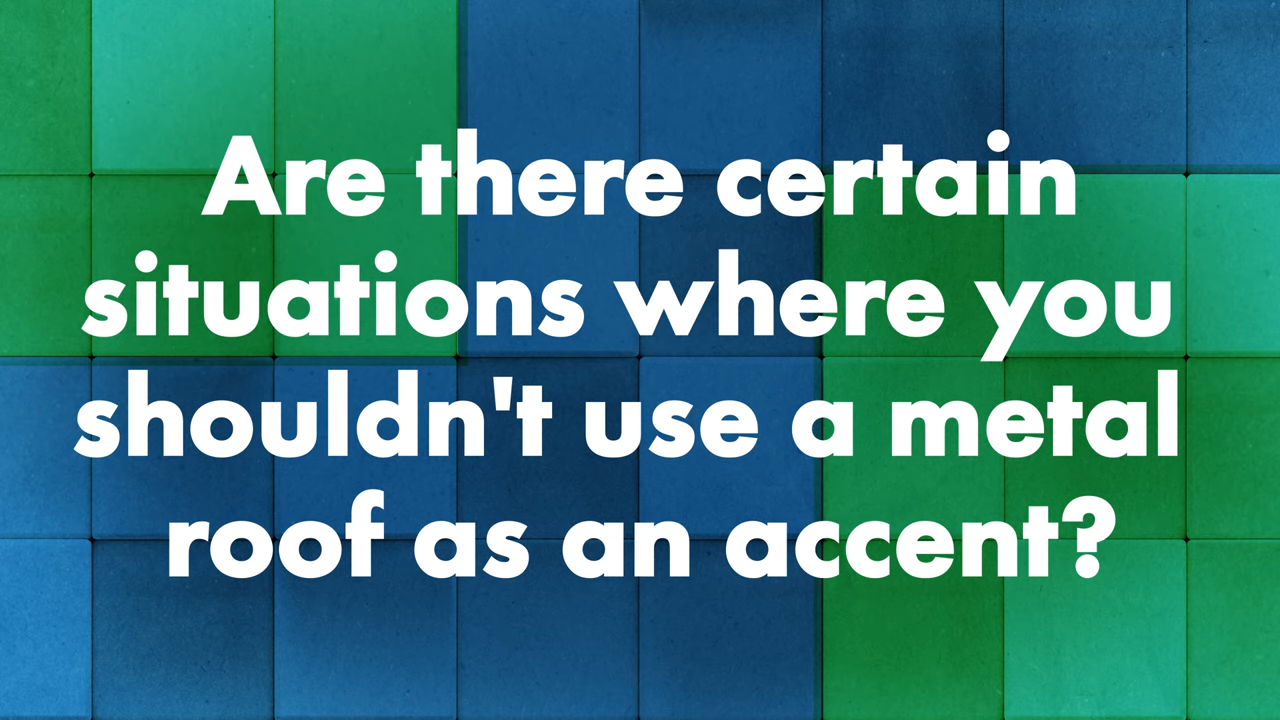 Are there certain
situations where you
shouldn't use a metal
roof as an accent?